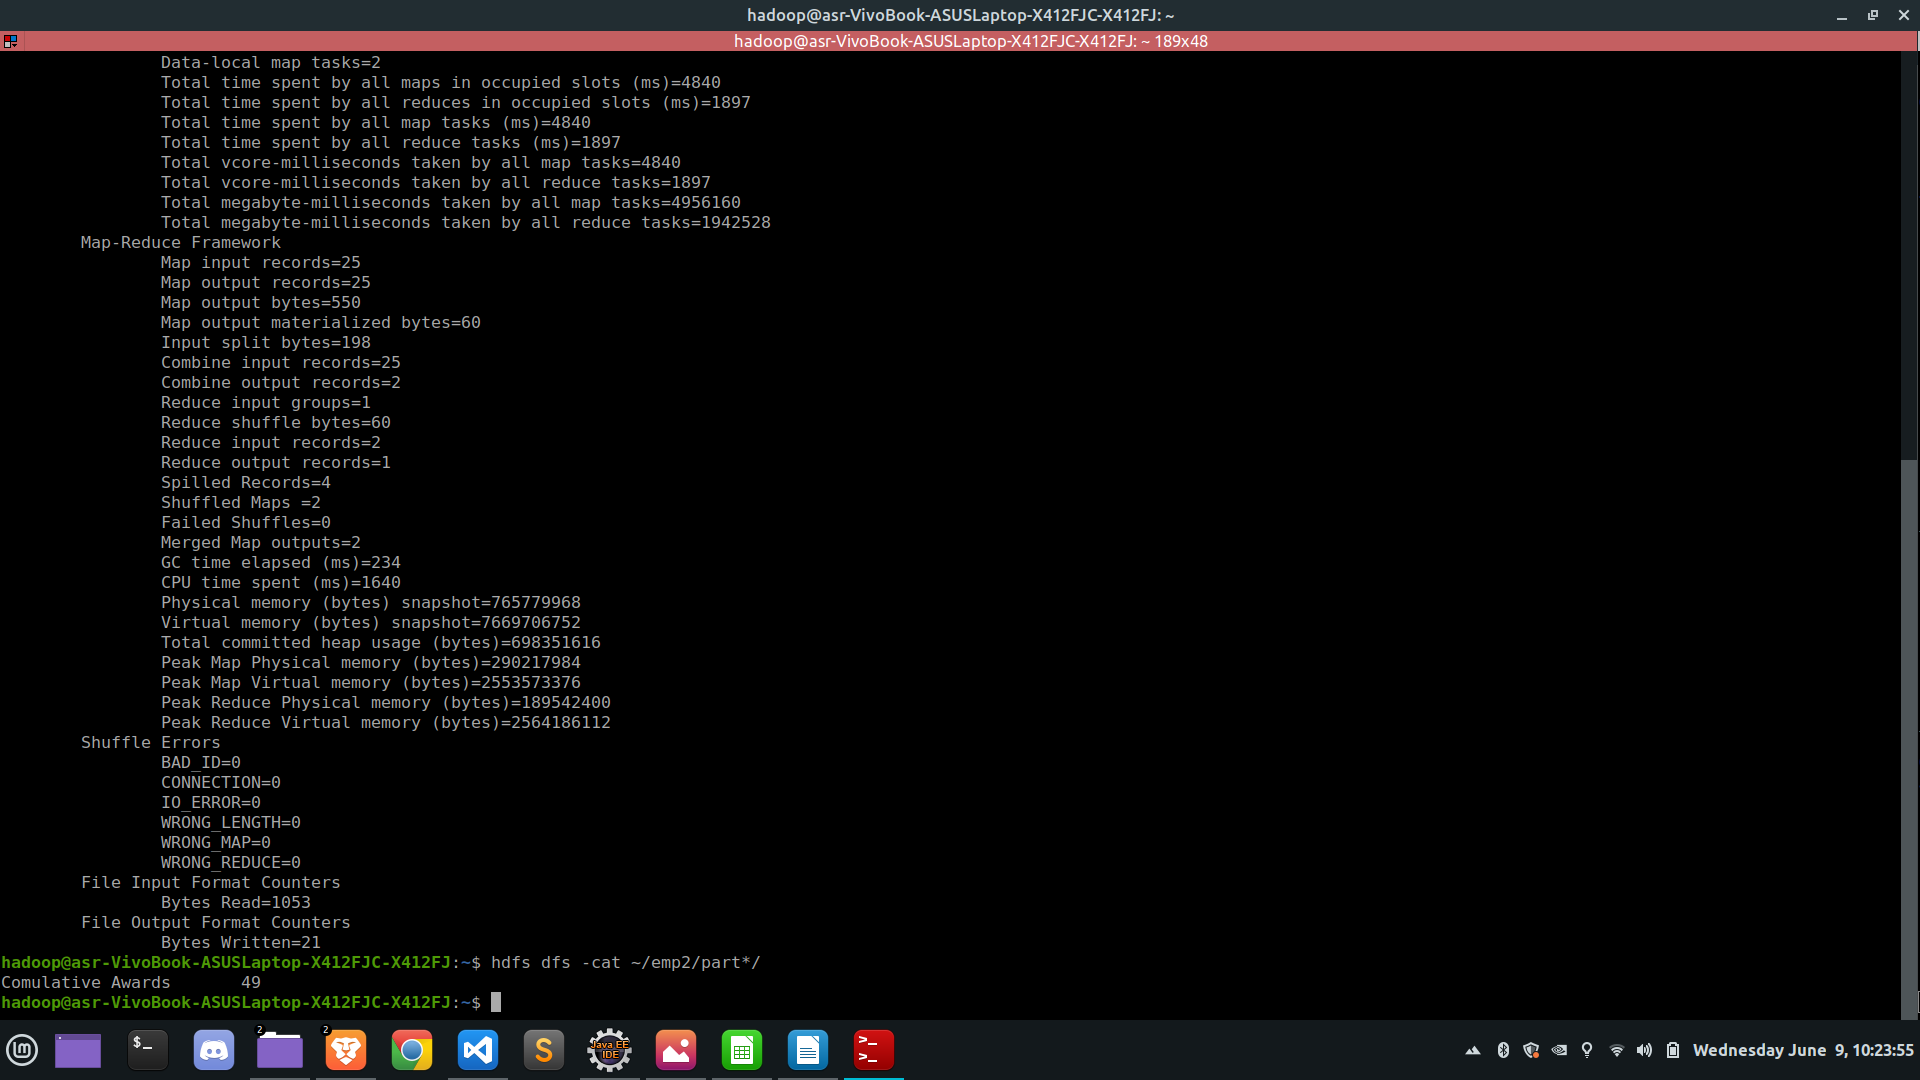 hadoop@asr-VivoBook-ASUSLaptop-X412FJC-X412FJ: ~
hadoop@asr-VivoBook-ASUSLaptop-X412FJC-X412FJ: ~ 189x48
Data-local map tasks=2
Total time spent by all maps in occupied slots (ms)=4840
Total time spent by all reduces in occupied slots (ms)=1897
Total time spent by all map tasks (ms)=4840
Total time spent by all reduce tasks (ms)=1897
Total vcore-milliseconds taken by all map tasks=4840
Total vcore-milliseconds taken by all reduce tasks=1897
Total megabyte-milliseconds taken by all map tasks=4956160
Total megabyte-milliseconds taken by all reduce tasks=1942528
Map-Reduce Framework
Map input records=25
Map output records=25
Map output bytes=550
Map output materialized bytes=60
Input split bytes=198
Combine input records=25
Combine output records=2
Reduce input groups=1
Reduce shuffle bytes=60
Reduce input records=2
Reduce output records=1
Spilled Records=4
Shuffled Maps =2
Failed Shuffles=0
Merged Map outputs=2
GC time elapsed (ms)=234
CPU time spent (ms)=1640
Physical memory (bytes) snapshot=765779968
Virtual memory (bytes) snapshot=7669706752
Total committed heap usage (bytes)=698351616
Peak Map Physical memory (bytes)=290217984
Peak Map Virtual memory (bytes)=2553573376
Peak Reduce Physical memory (bytes)=189542400
Peak Reduce Virtual memory (bytes)=2564186112
Shuffle Errors
BAD_ID=0
CONNECTION=0
IO_ERROR=0
WRONG_LENGTH=0
WRONG_MAP=0
WRONG_REDUCE=0
File Input Format Counters
Bytes Read=1053
File Output Format Counters
Bytes Written=21
hadoop@asr-VivoBook-ASUSLaptop-X412FJC-X412FJ:~$ hdfs dfs -cat ~/emp2/part*/
Comulative Awards 49
hadoop@asr-VivoBook-ASUSLaptop-X412FJC-X412FJ:~$
$_
2
2
S
Java EE
IDE
>_
>_
Wednesday June 9, 10:23:55